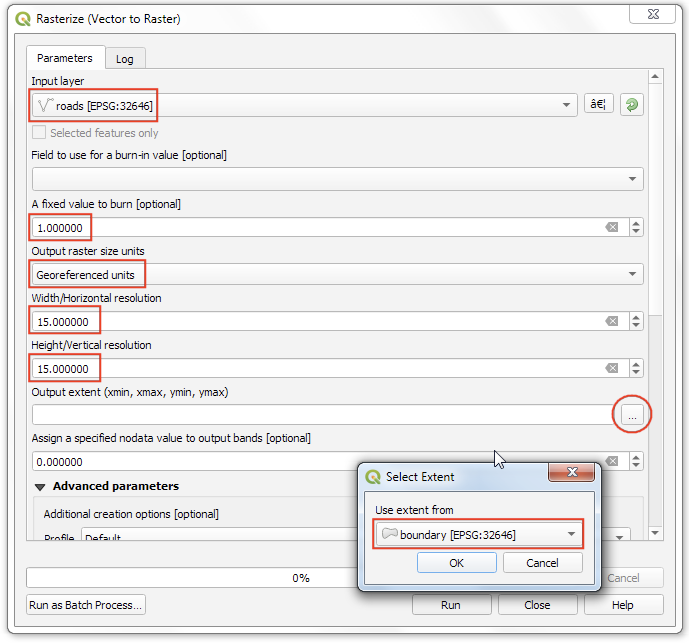 Rasterize (Vector to Raster)
Parameters
Log
Input layer
roads [EPSG:32646]
…
Selected features only
Field to use for a burn-in value [optional]
A fixed value to burn [optional]
1.000000
Output raster size units
Georeferenced units
Width/Horizontal resolution
15.000000
Height/Vertical resolution
15.000000
Output extent (xmin, xmax, ymin, ymax)
...
Assign a specified nodata value to output bands [optional]
0.000000
Advanced parameters
Additional creation options [optional]
Profile Default
Select Extent
Use extent from
boundary [EPSG:32646]
OK
Cancel
0%
Cancel
Run as Batch Process...
Run
Close
Help